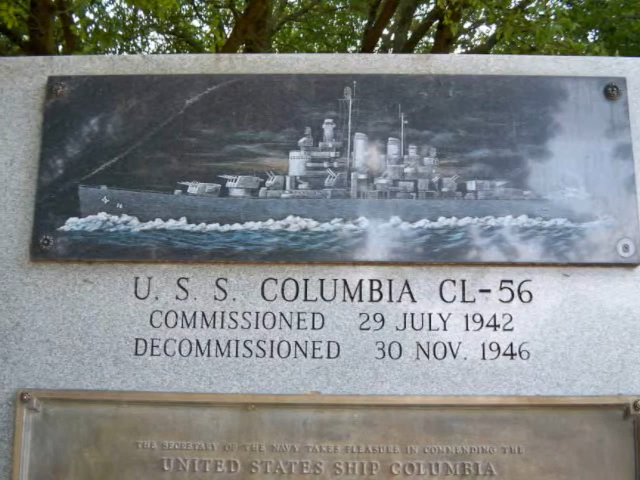 U. S. S. COLUMBIA CL-56
COMMISSIONED 29 JULY 1942
DECOMMISSIONED 30 NOV. 1946
THE SECRETARY OF THE NAVY TAKES PLEASURE IN COMMENDING THE
UNITED STATES SHIP COLUMBIA